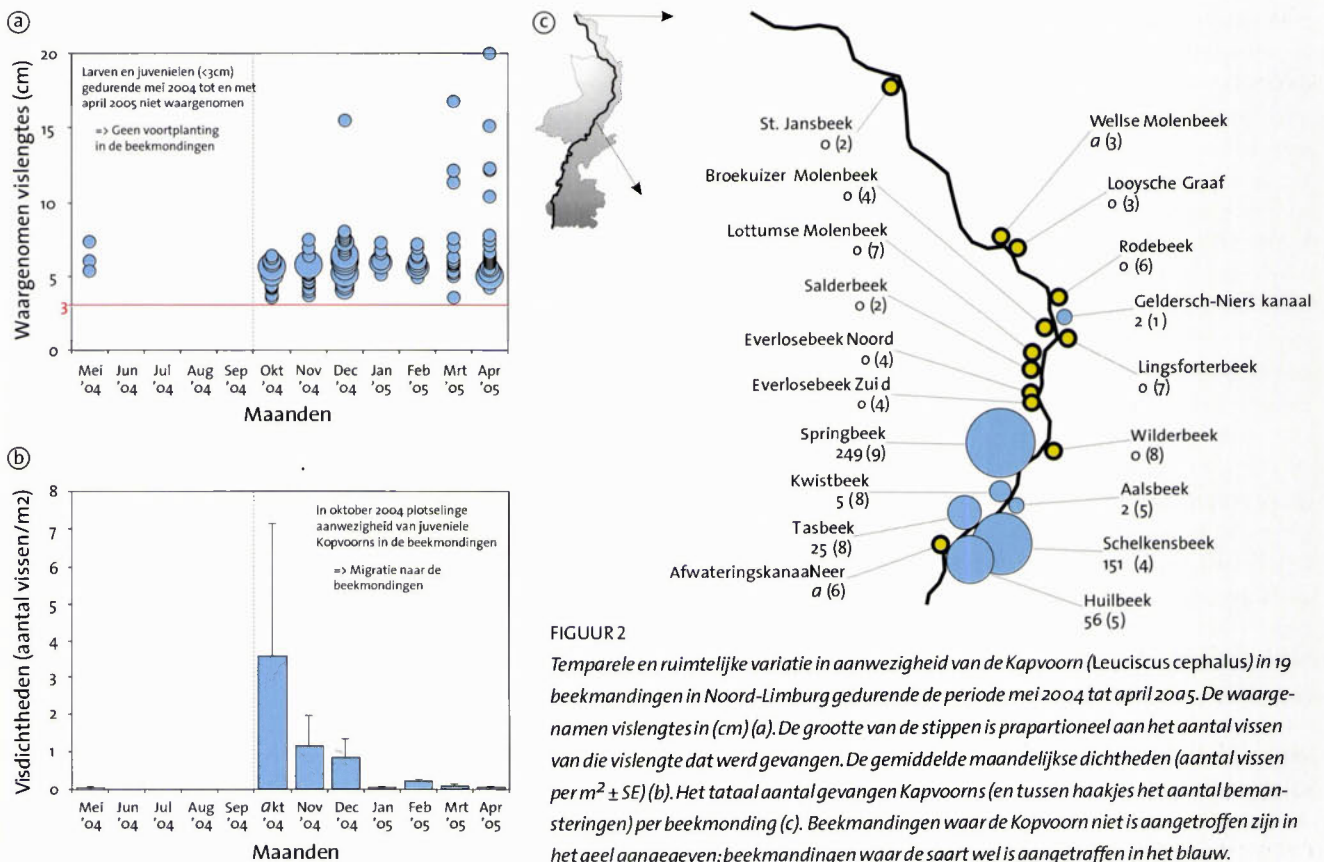 a
Waargenomen vislengtes (cm)
20
15
10
5
3
0
Larven en juvenielen (<3cm)
gedurende mei 2004 tot en met
april 2005 niet waargenomen
=> Geen voortplanting
in de beekmondingen
Mei Jun Jul Aug Sep Okt Nov Dec Jan Feb Mrt Apr
'04 '04 '04 '04 '04 '04 '04 '04 '05 '05 '05 '05
Maanden
b
Visdichtheden (aantal vissen/m2)
8
7
6
5
4
3
2
1
0
In oktober 2004 plotselinge
aanwezigheid van juveniele
Kopvoorns in de beekmondingen
=> Migratie naar de
beekmondingen
Mei Jun Jul Aug Sep Okt Nov Dec Jan Feb Mrt Apr
'04 '04 '04 '04 '04 '04 '04 '04 '05 '05 '05 '05
Maanden
c
St. Jansbeek
0 (2)
Broekuizer Molenbeek
0 (4)
Lottumse Molenbeek
0 (7)
Salderbeek
0 (2)
Everlosebeek Noord
0 (4)
Everlosebeek Zuid
0 (4)
Springbeek
249 (9)
Kwistbeek
5 (8)
Tasbeek
25 (8)
AfwateringskanaaNeer
a (6)
Wellse Molenbeek
a (3)
Looysche Graaf
0 (3)
Rodebeek
0 (6)
Geldersch-Niers kanaal
2 (1)
Lingsforterbeek
0 (7)
Wilderbeek
0 (8)
Aalsbeek
2 (5)
Schelkensbeek
151 (4)
Huilbeek
56 (5)
FIGUUR 2
Temparele en ruimtelijke variatie in aanwezigheid van de Kapvoorn (Leuciscus cephalus) in 19
beekmandingen in Noord-Limburg gedurende de periode mei 2004 tat april 20a5. De waarge-
namen vislengtes in (cm) (a). De grootte van de stippen is prapartioneel aan het aantal vissen
van die vislengte dat werd gevangen. De gemiddelde maandelijkse dichtheden (aantal vissen
per m² ± SE) (b). Het tataal aantal gevangen Kapvoorns (en tussen haakjes het aantal beman-
steringen) per beekmonding (c). Beekmandingen waar de Kopvoorn niet is aangetroffen zijn in
het geel aangegeven; beekmandingen waar de saart wel is aangetraffen in het blauw.